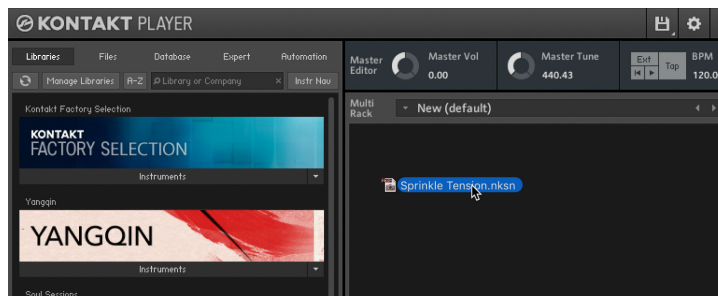 KONTAKT PLAYER
Libraries Files Database Expert Automation
Manage Libraries A-Z Library or Company × Instr Nav
Kontakt Factory Selection
KONTAKT
FACTORY SELECTION
Instruments
Yangqin
YANGQIN
Instruments
Soul Sessions
Master Editor
Master Vol
0.00
Master Tune
440.43
Ext
Tap
BPM
120.0
Multi Rack
New (default)
Sprinkle Tension.nksn